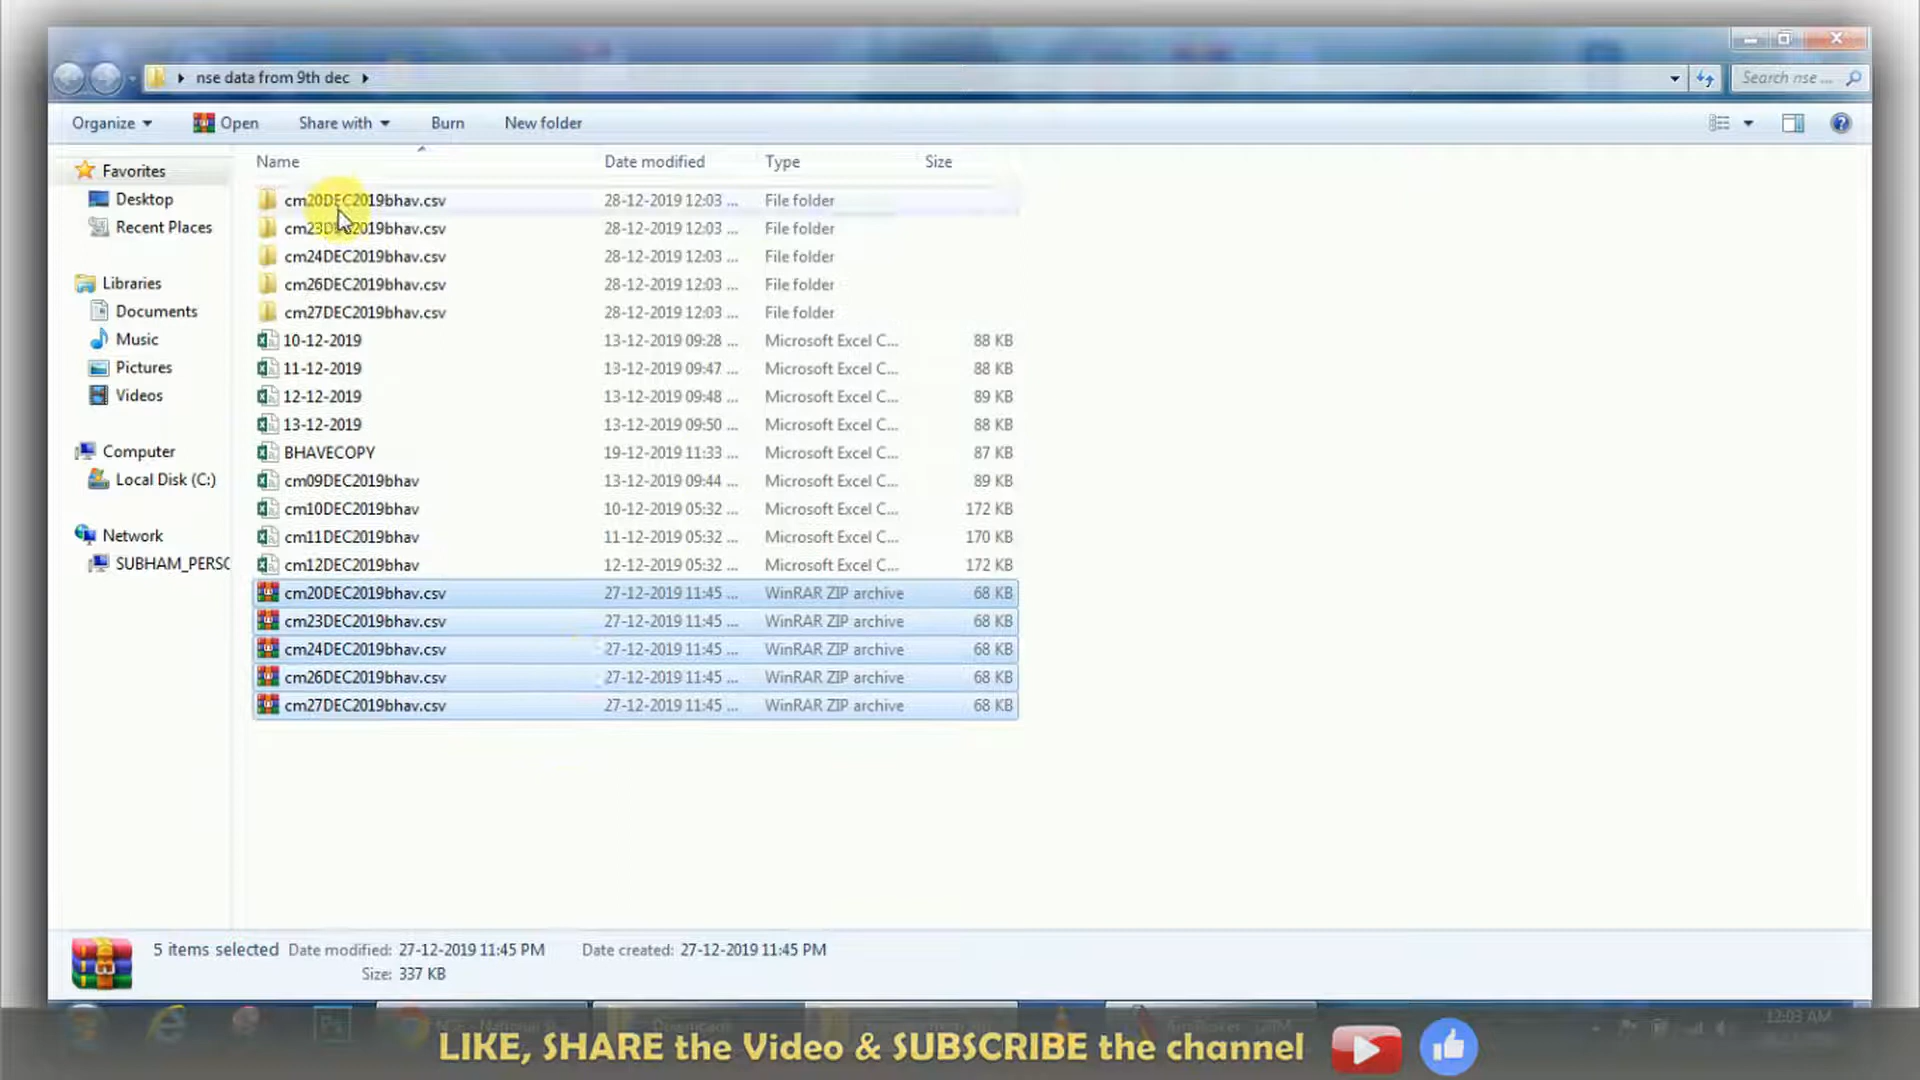 nse data from 9th dec
Search nse ...
Organize Open Share with Burn New folder
Name Date modified Type Size
Favorites
Desktop
Recent Places
Libraries
Documents
Music
Pictures
Videos
Computer
Local Disk (C:)
Network
SUBHAM_PERSO
cm20DEC2019bhav.csv 28-12-2019 12:03 ... File folder
cm23DEC2019bhav.csv 28-12-2019 12:03 ... File folder
cm24DEC2019bhav.csv 28-12-2019 12:03 ... File folder
cm26DEC2019bhav.csv 28-12-2019 12:03 ... File folder
cm27DEC2019bhav.csv 28-12-2019 12:03 ... File folder
10-12-2019 13-12-2019 09:28 ... Microsoft Excel C... 88 KB
11-12-2019 13-12-2019 09:47 ... Microsoft Excel C... 88 KB
12-12-2019 13-12-2019 09:48 ... Microsoft Excel C... 89 KB
13-12-2019 13-12-2019 09:50 ... Microsoft Excel C... 88 KB
BHAVECOPY 19-12-2019 11:33 ... Microsoft Excel C... 87 KB
cm09DEC2019bhav 13-12-2019 09:44 ... Microsoft Excel C... 89 KB
cm10DEC2019bhav 10-12-2019 05:32 ... Microsoft Excel C... 172 KB
cm11DEC2019bhav 11-12-2019 05:32 ... Microsoft Excel C... 170 KB
cm12DEC2019bhav 12-12-2019 05:32 ... Microsoft Excel C... 172 KB
cm20DEC2019bhav.csv 27-12-2019 11:45 ... WinRAR ZIP archive 68 KB
cm23DEC2019bhav.csv 27-12-2019 11:45 ... WinRAR ZIP archive 68 KB
cm24DEC2019bhav.csv 27-12-2019 11:45 ... WinRAR ZIP archive 68 KB
cm26DEC2019bhav.csv 27-12-2019 11:45 ... WinRAR ZIP archive 68 KB
cm27DEC2019bhav.csv 27-12-2019 11:45 ... WinRAR ZIP archive 68 KB
5 items selected Date modified: 27-12-2019 11:45 PM Date created: 27-12-2019 11:45 PM
Size: 337 KB
12:03 AM
LIKE, SHARE the Video & SUBSCRIBE the channel